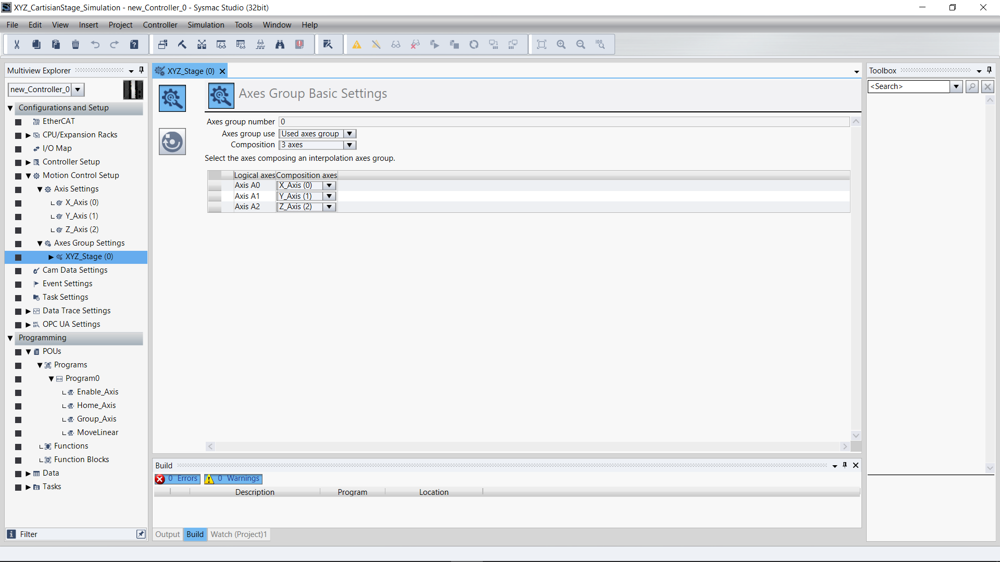 XYZ_CartisianStage_Simulation - new_Controller_0 - Sysmac Studio (32bit)
File Edit View Insert Project Controller Simulation Tools Window Help
Multiview Explorer
new_Controller_0
Configurations and Setup
EtherCAT
CPU/Expansion Racks
I/O Map
Controller Setup
Motion Control Setup
Axis Settings
X_Axis (0)
Y_Axis (1)
Z_Axis (2)
Axes Group Settings
XYZ_Stage (0)
Cam Data Settings
Event Settings
Task Settings
Data Trace Settings
OPC UA Settings
Programming
POUs
Programs
Program0
Enable_Axis
Home_Axis
Group_Axis
MoveLinear
Functions
Function Blocks
Data
Tasks
Filter
XYZ_Stage (0)
Axes Group Basic Settings
Axes group number 0
Axes group use Used axes group
Composition 3 axes
Select the axes composing an interpolation axes group.
Logical axes Composition axes
Axis A0 X_Axis (0)
Axis A1 Y_Axis (1)
Axis A2 Z_Axis (2)
Build
0 Errors 0 Warnings
Description Program Location
Output Build Watch (Project)1
Toolbox
<Search>